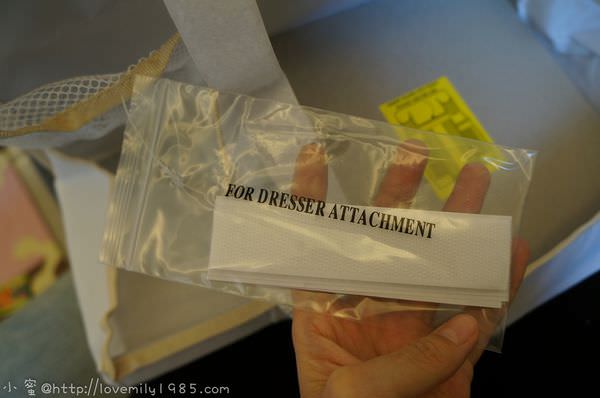 FOR DRESSER ATTACHMENT
小 蜜 @http://lovemily1985.com